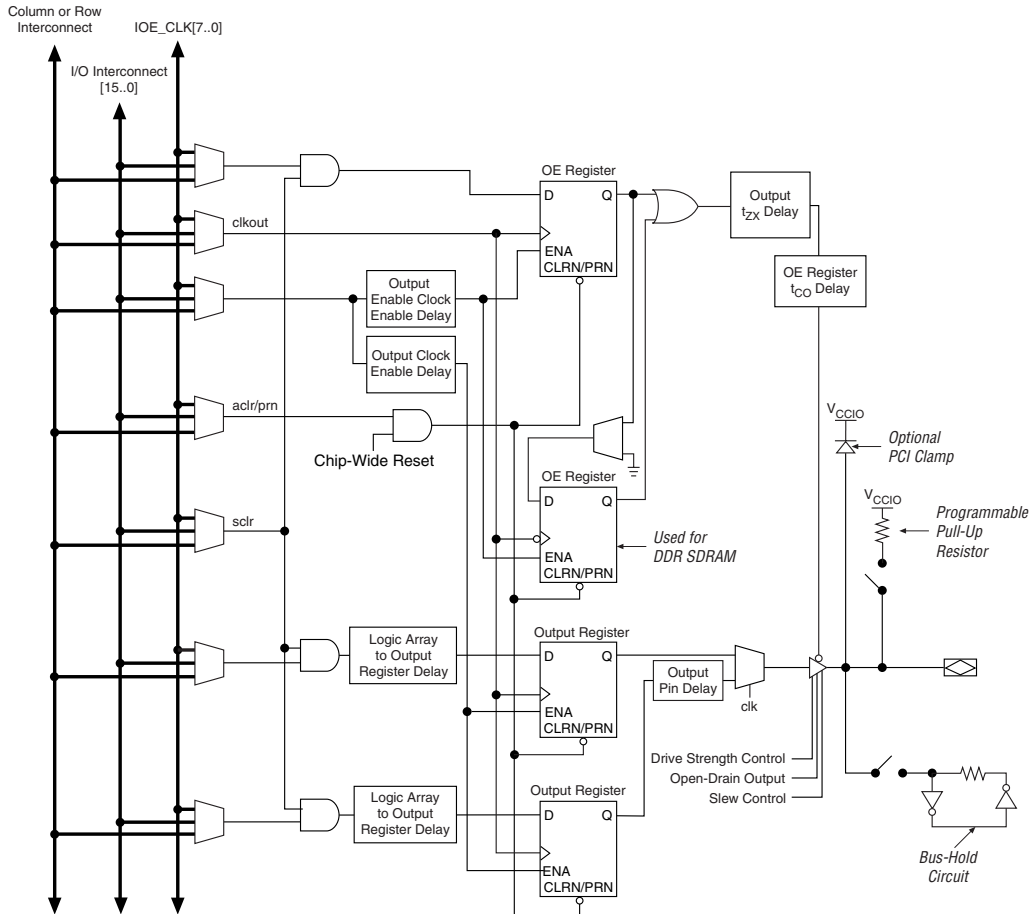 Column or Row
Interconnect
IOE_CLK[7..0]
I/O Interconnect
[15..0]
OE Register
D
Q
ENA
CLRN/PRN
clkout
Output
t_ZX Delay
OE Register
t_CO Delay
Output
Enable Clock
Enable Delay
Output Clock
Enable Delay
aclr/prn
Chip-Wide Reset
V_CCIO
Optional
PCI Clamp
OE Register
D
Q
ENA
CLRN/PRN
Used for
DDR SDRAM
V_CCIO
Programmable
Pull-Up
Resistor
sclr
Logic Array
to Output
Register Delay
Output Register
D
Q
ENA
CLRN/PRN
Output
Pin Delay
clk
Drive Strength Control
Open-Drain Output
Slew Control
Logic Array
to Output
Register Delay
Output Register
D
Q
ENA
CLRN/PRN
Bus-Hold
Circuit